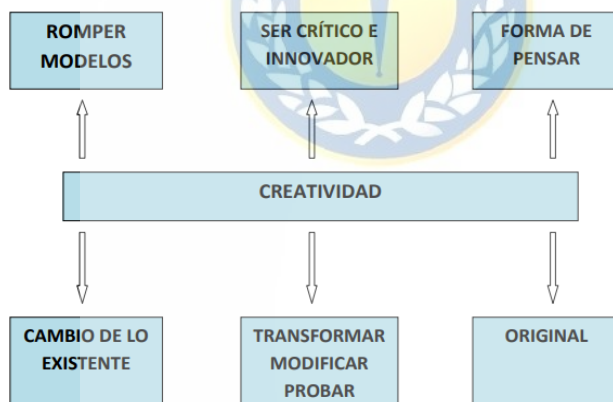 ROMPER
MODELOS
SER CRÍTICO E
INNOVADOR
FORMA DE
PENSAR
CREATIVIDAD
CAMBIO DE LO
EXISTENTE
TRANSFORMAR
MODIFICAR
PROBAR
ORIGINAL